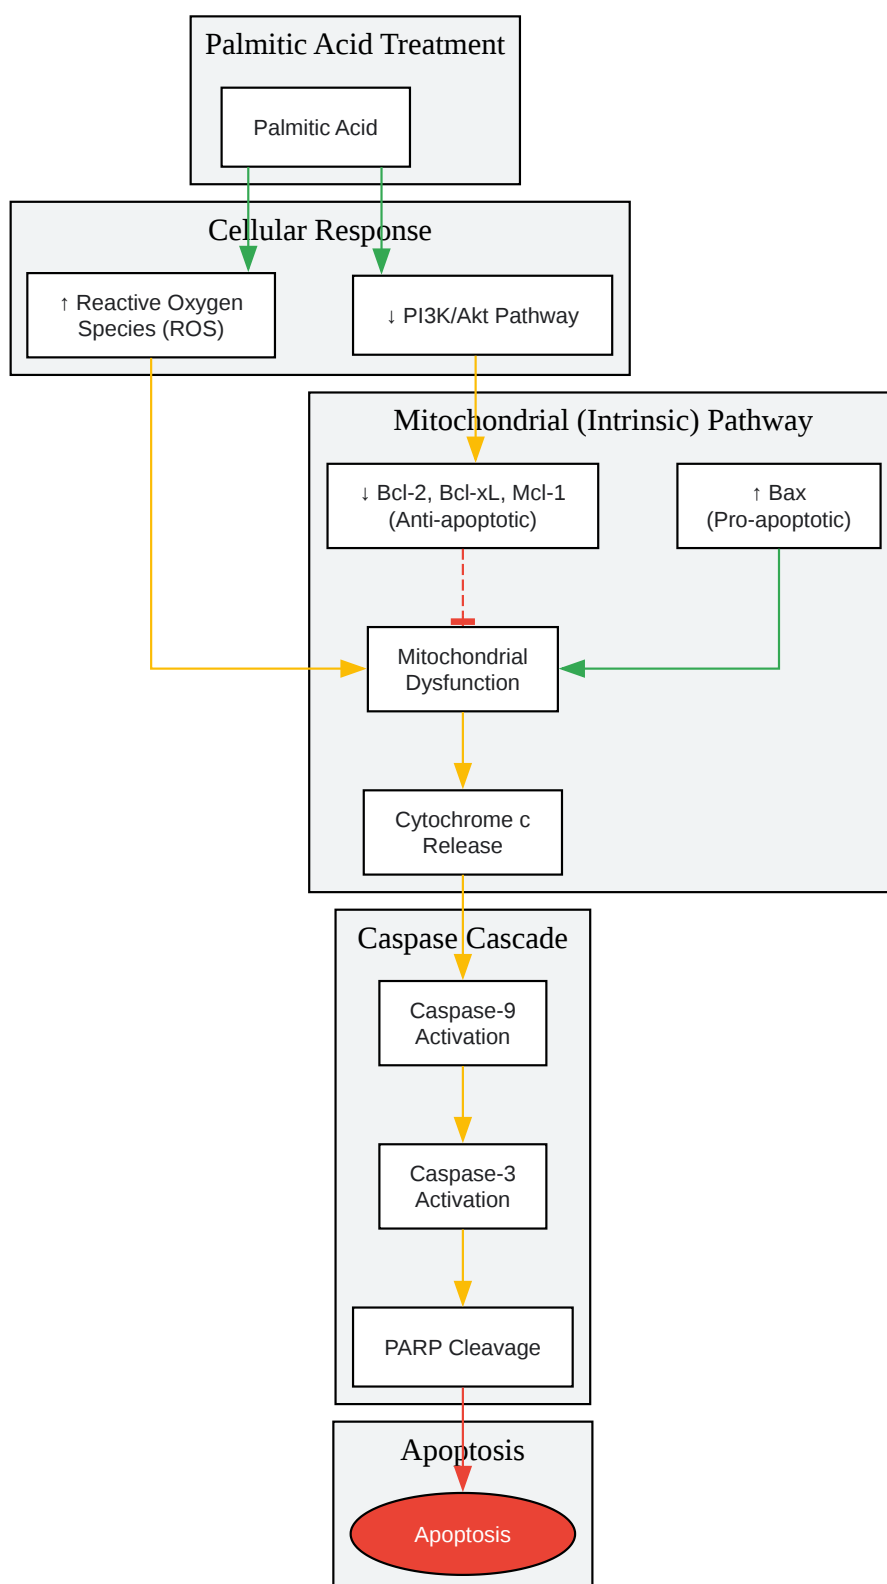 Palmitic Acid Treatment
Palmitic Acid
Cellular Response
↑ Reactive Oxygen
Species (ROS)
↓ PI3K/Akt Pathway
Mitochondrial (Intrinsic) Pathway
↓ Bcl-2, Bcl-xL, Mcl-1
(Anti-apoptotic)
↑ Bax
(Pro-apoptotic)
Mitochondrial
Dysfunction
Cytochrome c
Release
Caspase Cascade
Caspase-9
Activation
Caspase-3
Activation
PARP Cleavage
Apoptosis
Apoptosis